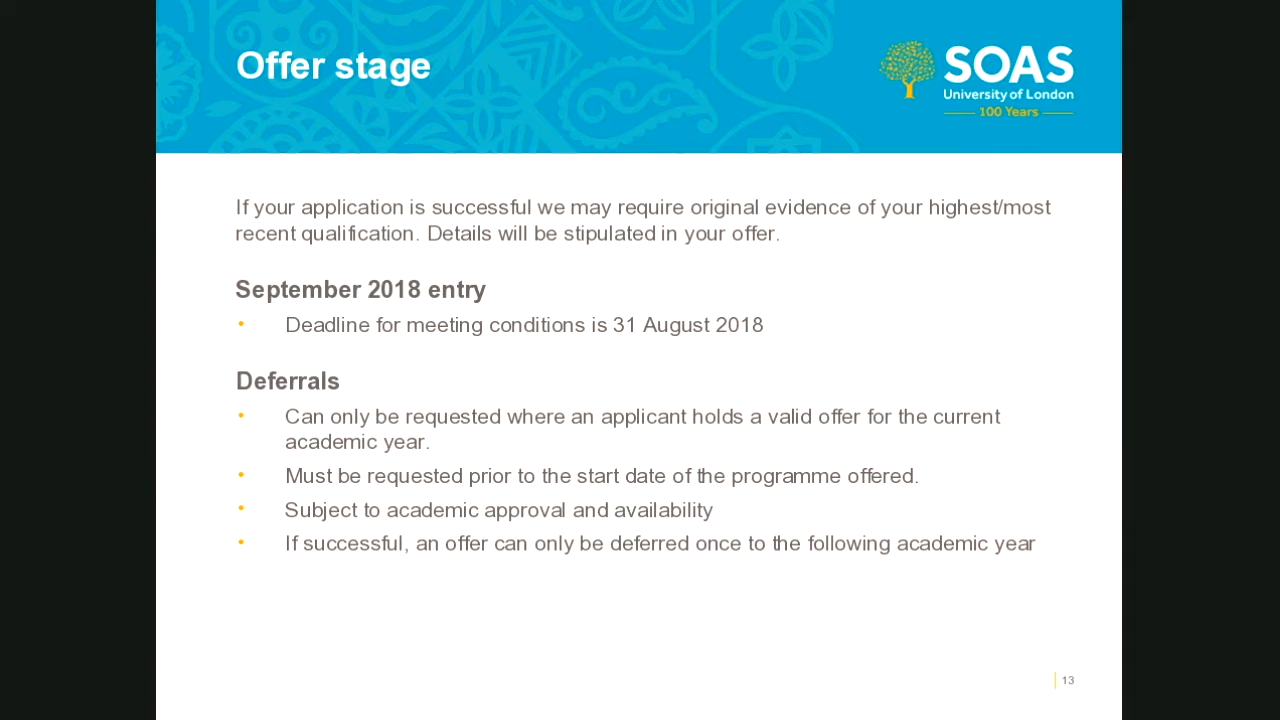 Offer stage
SOAS
University of London
100 Years
If your application is successful we may require original evidence of your highest/most
recent qualification. Details will be stipulated in your offer.
September 2018 entry
• Deadline for meeting conditions is 31 August 2018
Deferrals
• Can only be requested where an applicant holds a valid offer for the current
academic year.
• Must be requested prior to the start date of the programme offered.
• Subject to academic approval and availability
• If successful, an offer can only be deferred once to the following academic year
13